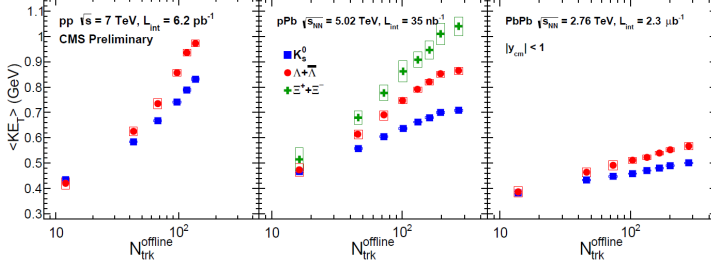 pp √s = 7 TeV, L_int = 6.2 pb⁻¹
CMS Preliminary
pPb √s_NN = 5.02 TeV, L_int = 35 nb⁻¹
K⁰_s
Λ+Λ̅
Ξ⁺+Ξ⁻
PbPb √s_NN = 2.76 TeV, L_int = 2.3 μb⁻¹
|y_cm| < 1
<KE_T> (GeV)
1.1
1
0.9
0.8
0.7
0.6
0.5
0.4
0.3
10 10²
10 10²
10 10²
N_trk^offline
N_trk^offline
N_trk^offline